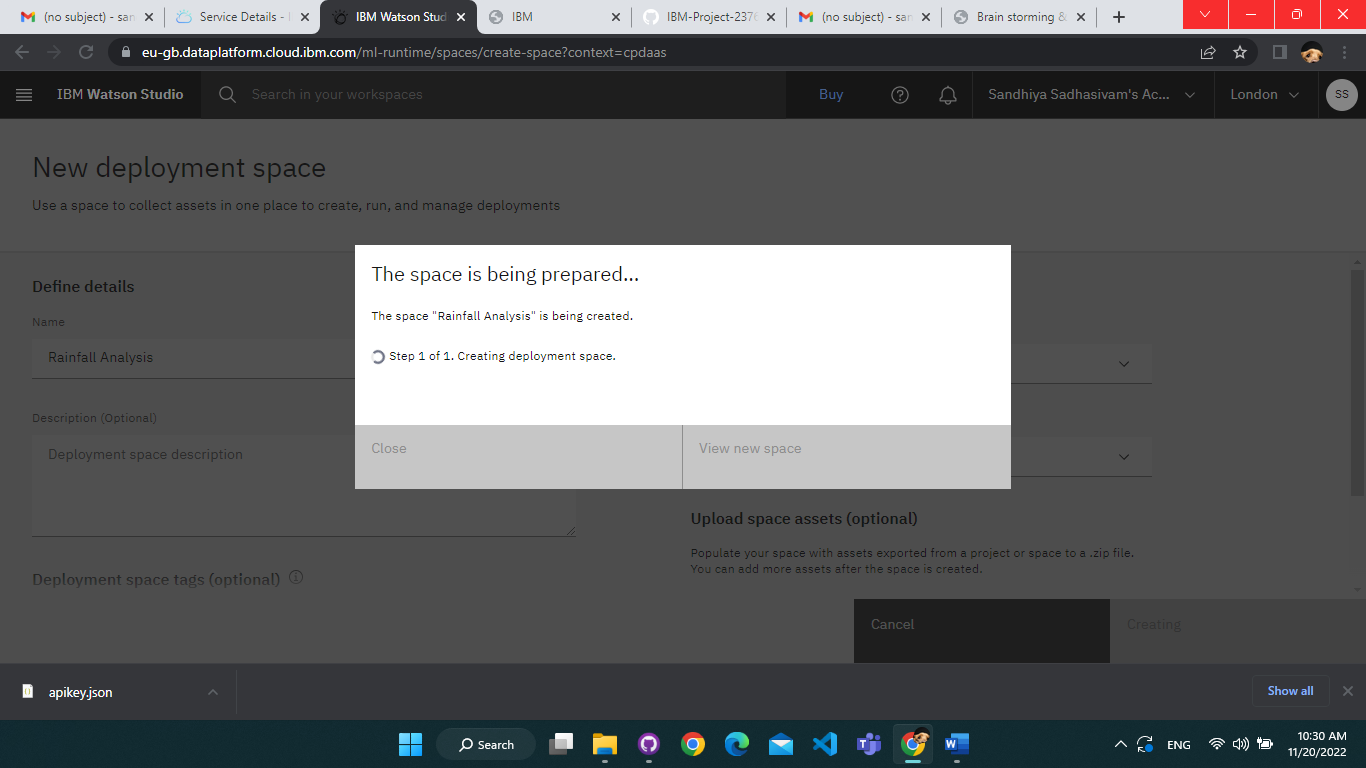 (no subject) - san
Service Details - I
IBM Watson Stud
IBM
IBM-Project-2376
(no subject) - san
Brain storming &
eu-gb.dataplatform.cloud.ibm.com/ml-runtime/spaces/create-space?context=cpdaas
IBM Watson Studio
Search in your workspaces
Buy
Sandhiya Sadhasivam's Ac...
London
SS
New deployment space
Use a space to collect assets in one place to create, run, and manage deployments
The space is being prepared...
The space "Rainfall Analysis" is being created.
Step 1 of 1. Creating deployment space.
Close
View new space
Define details
Name
Rainfall Analysis
Description (Optional)
Deployment space description
Deployment space tags (optional)
Upload space assets (optional)
Populate your space with assets exported from a project or space to a .zip file.
You can add more assets after the space is created.
Cancel
Creating
apikey.json
Show all
Search
ENG
10:30 AM
11/20/2022